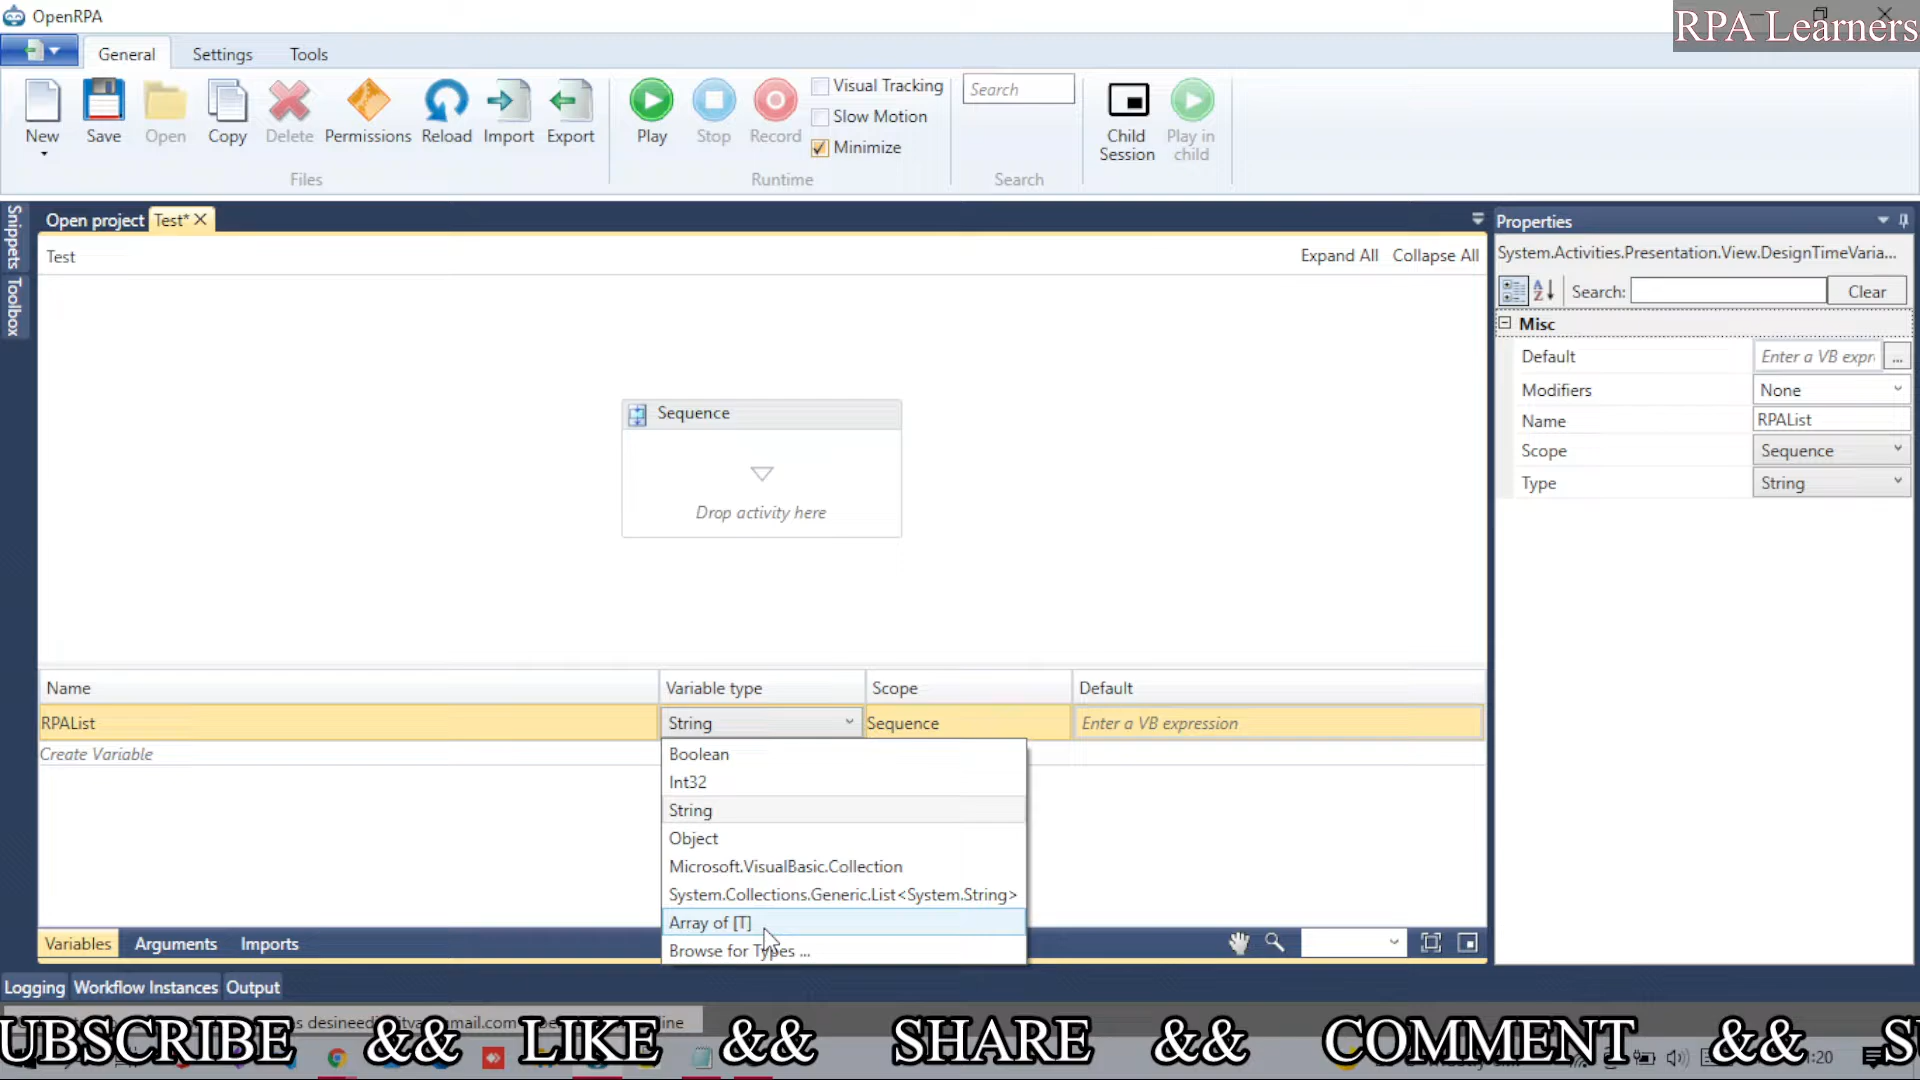 OpenRPA
RPA Learners
General Settings Tools
New Save Open Copy Delete Permissions Reload Import Export Play Stop Record
Visual Tracking
Slow Motion
Minimize
Search
Child Session
Play in child
Files Runtime Search
Snippets
Toolbox
Open project Test*
Test Expand All Collapse All
Sequence
Drop activity here
Properties
System.Activities.Presentation.View.DesignTimeVaria...
Search: Clear
Misc
Default Enter a VB expr ...
Modifiers None
Name RPAList
Scope Sequence
Type String
Name Variable type Scope Default
RPAList String Sequence Enter a VB expression
Create Variable
Boolean
Int32
String
Object
Microsoft.VisualBasic.Collection
System.Collections.Generic.List<System.String>
Array of [T]
Browse for Types ...
Variables Arguments Imports
Logging Workflow Instances Output
UBSCRIBE && LIKE && SHARE && COMMENT && S